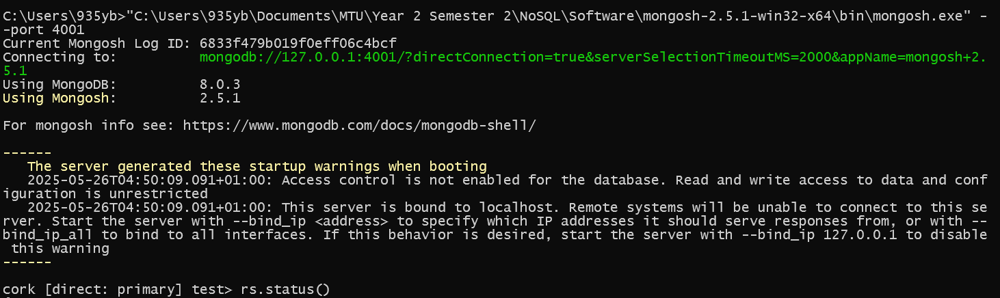 C:\Users\935yb>"C:\Users\935yb\Documents\MTU\Year 2 Semester 2\NoSQL\Software\mongosh-2.5.1-win32-x64\bin\mongosh.exe" -
-port 4001
Current Mongosh Log ID: 6833f479b019f0eff06c4bcf
Connecting to:          mongodb://127.0.0.1:4001/?directConnection=true&serverSelectionTimeoutMS=2000&appName=mongosh+2.
5.1
Using MongoDB:          8.0.3
Using Mongosh:          2.5.1
For mongosh info see: https://www.mongodb.com/docs/mongodb-shell/
------
   The server generated these startup warnings when booting
   2025-05-26T04:50:09.091+01:00: Access control is not enabled for the database. Read and write access to data and conf
iguration is unrestricted
   2025-05-26T04:50:09.091+01:00: This server is bound to localhost. Remote systems will be unable to connect to this se
rver. Start the server with --bind_ip <address> to specify which IP addresses it should serve responses from, or with --
bind_ip_all to bind to all interfaces. If this behavior is desired, start the server with --bind_ip 127.0.0.1 to disable
 this warning
------
cork [direct: primary] test> rs.status()